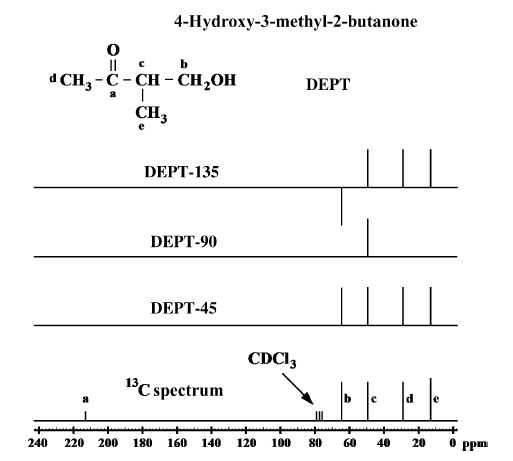 4-Hydroxy-3-methyl-2-butanone
O
c b
d CH3 - C - CH - CH2OH
a
CH3
e
DEPT
DEPT-135
DEPT-90
DEPT-45
CDCl3
13C spectrum
a b c d e
240 220 200 180 160 140 120 100 80 60 40 20 0 ppm